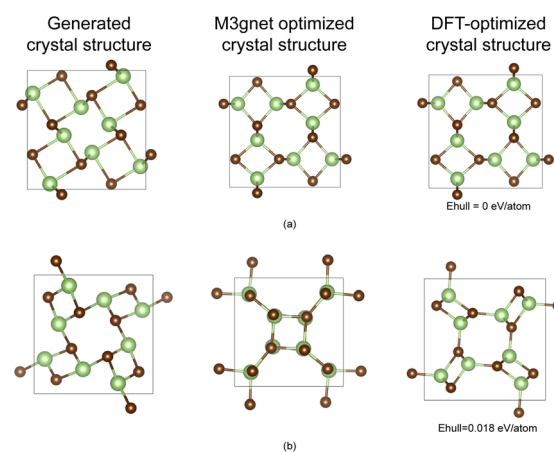 Generated
crystal structure
M3gnet optimized
crystal structure
DFT-optimized
crystal structure
Ehull = 0 eV/atom
(a)
Ehull=0.018 eV/atom
(b)